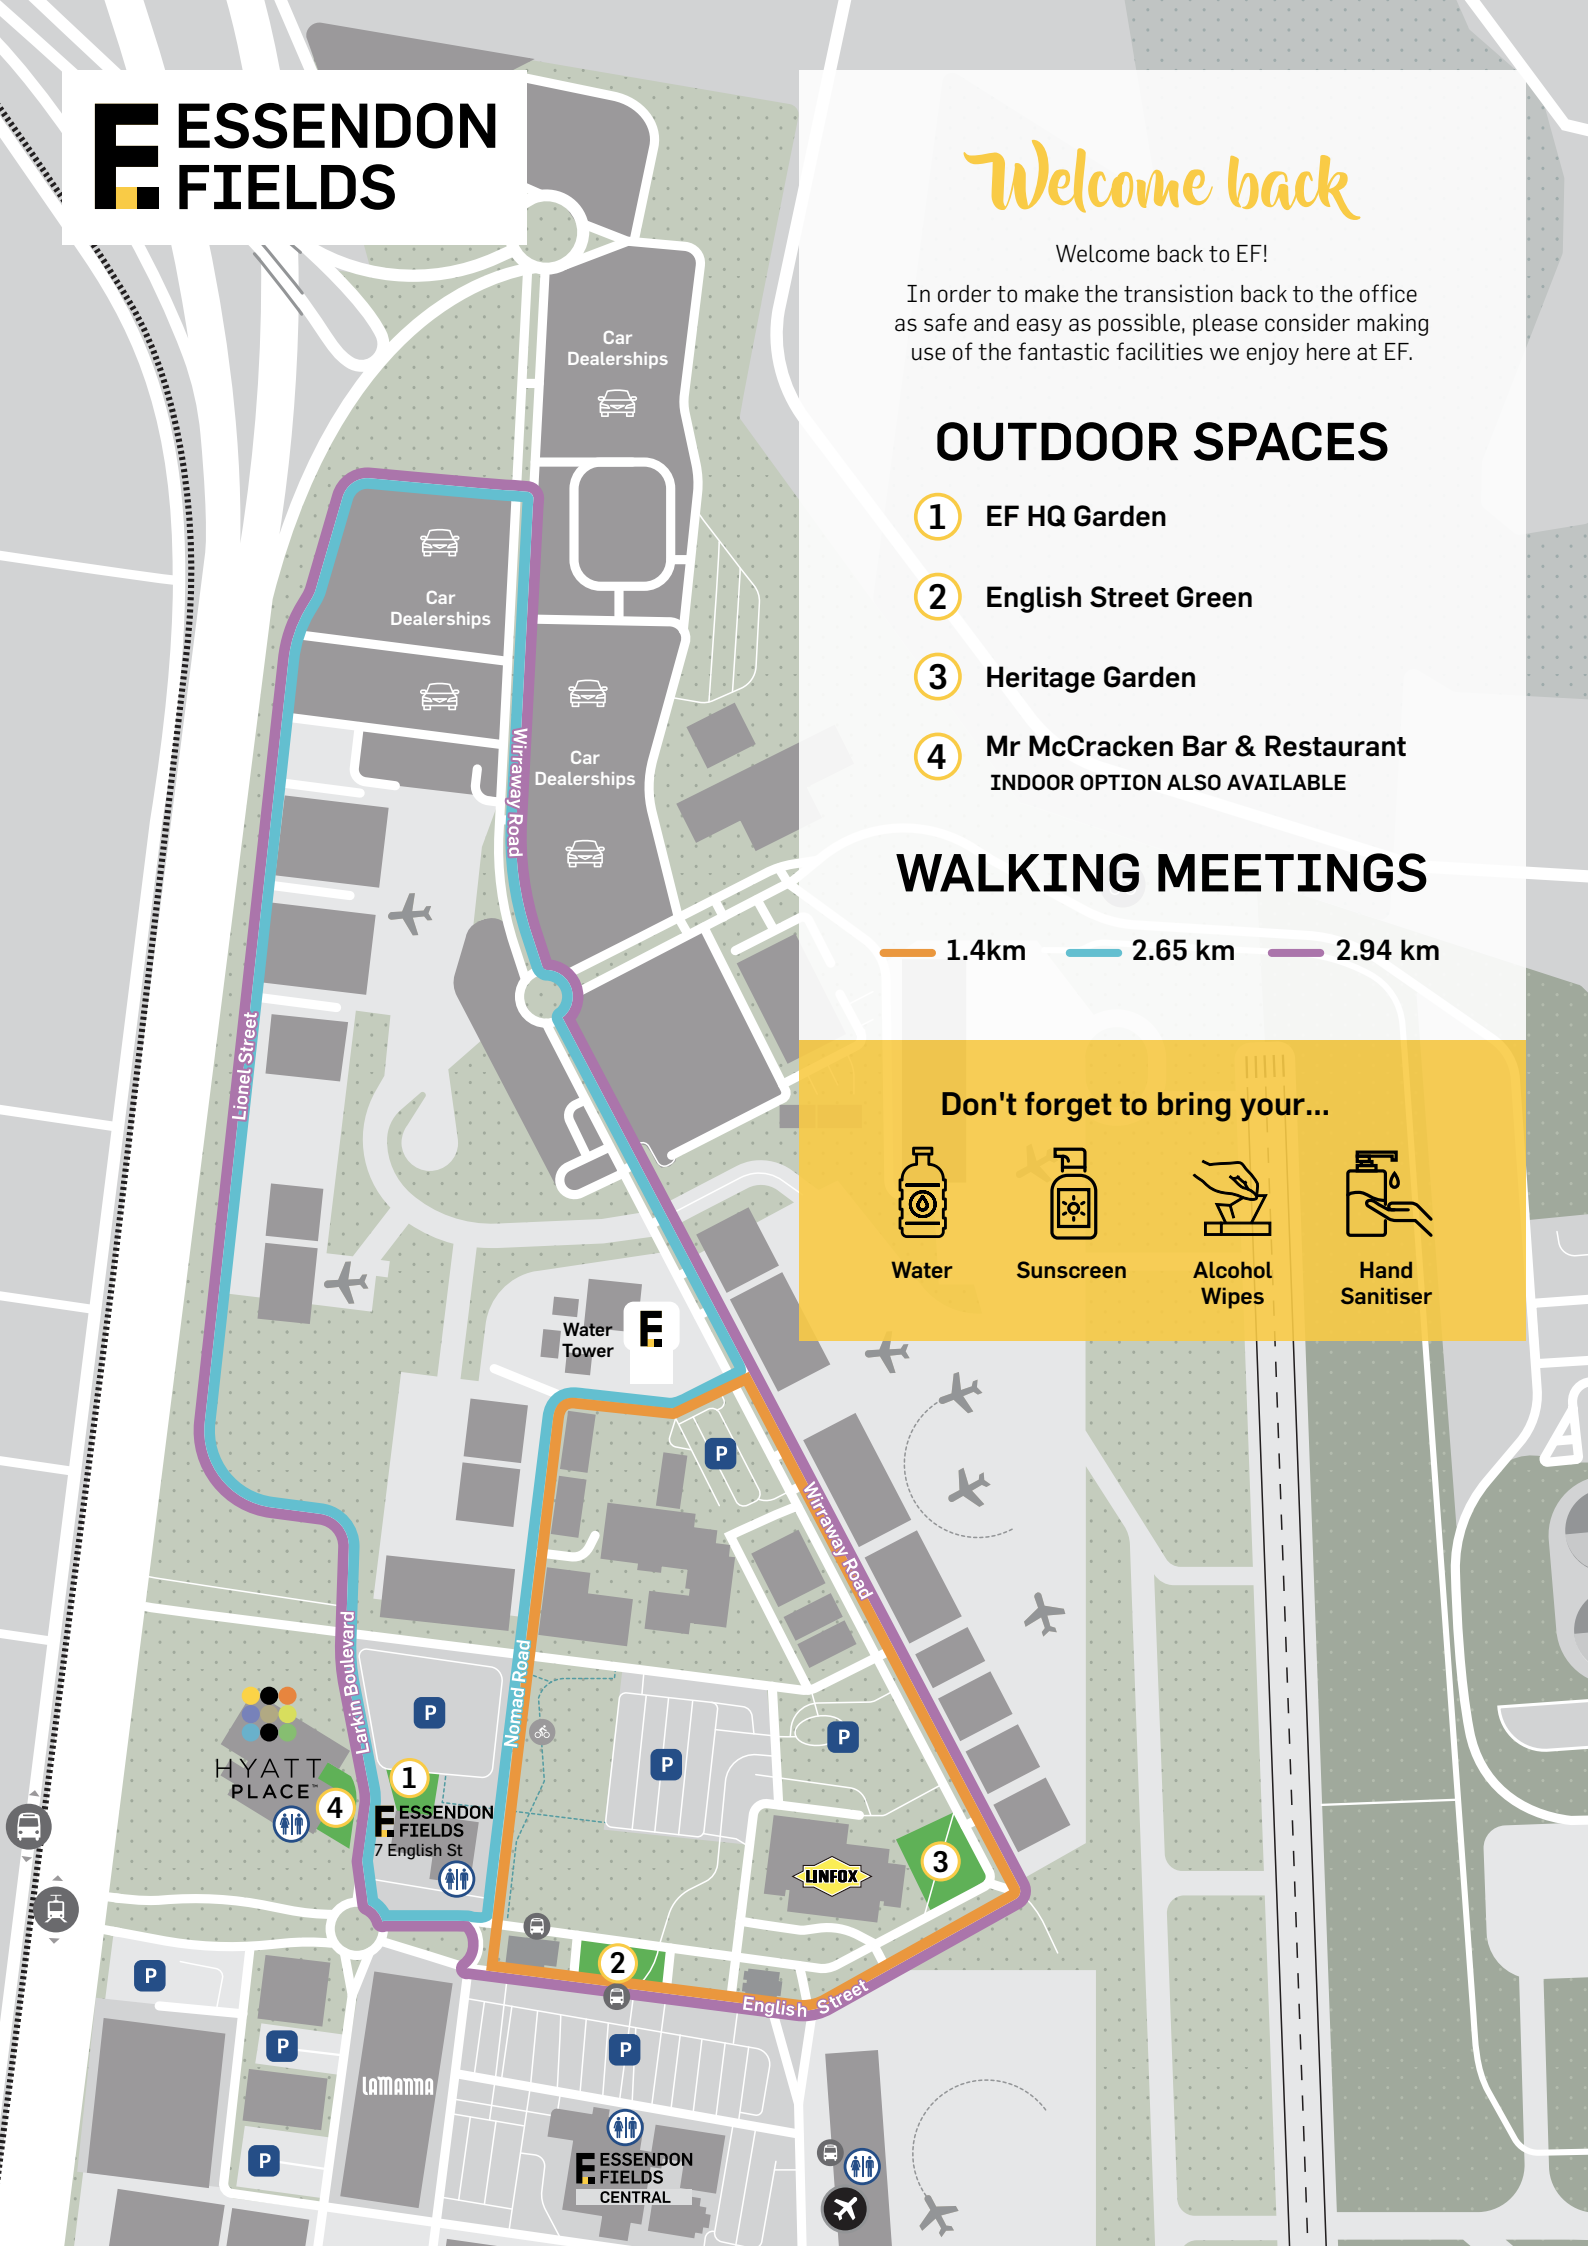 ESSENDON
FIELDS
Welcome back
Welcome back to EF!
In order to make the transistion back to the office
as safe and easy as possible, please consider making
use of the fantastic facilities we enjoy here at EF.
OUTDOOR SPACES
1 EF HQ Garden
2 English Street Green
3 Heritage Garden
4 Mr McCracken Bar & Restaurant
INDOOR OPTION ALSO AVAILABLE
WALKING MEETINGS
1.4km 2.65 km 2.94 km
Don't forget to bring your...
Water
Sunscreen
Alcohol
Wipes
Hand
Sanitiser
Car
Dealerships
Car
Dealerships
Car
Dealerships
Wirraway Road
Lionel Street
Water
Tower
P
Wirraway Road
Larkin Boulevard
Nomad Road
P
P
P
HYATT
PLACE™
4
1
ESSENDON
FIELDS
7 English St
LINFOX
3
2
English Street
P
P
P
P
LaManna
ESSENDON
FIELDS
CENTRAL